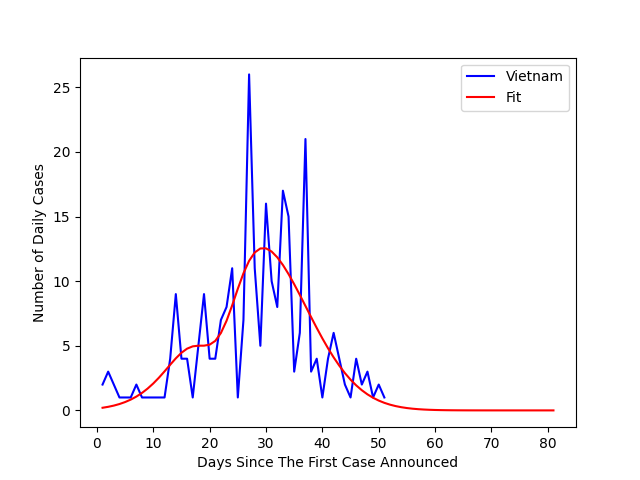 Vietnam
Fit
25
20
15
10
5
0
Number of Daily Cases
0 10 20 30 40 50 60 70 80
Days Since The First Case Announced